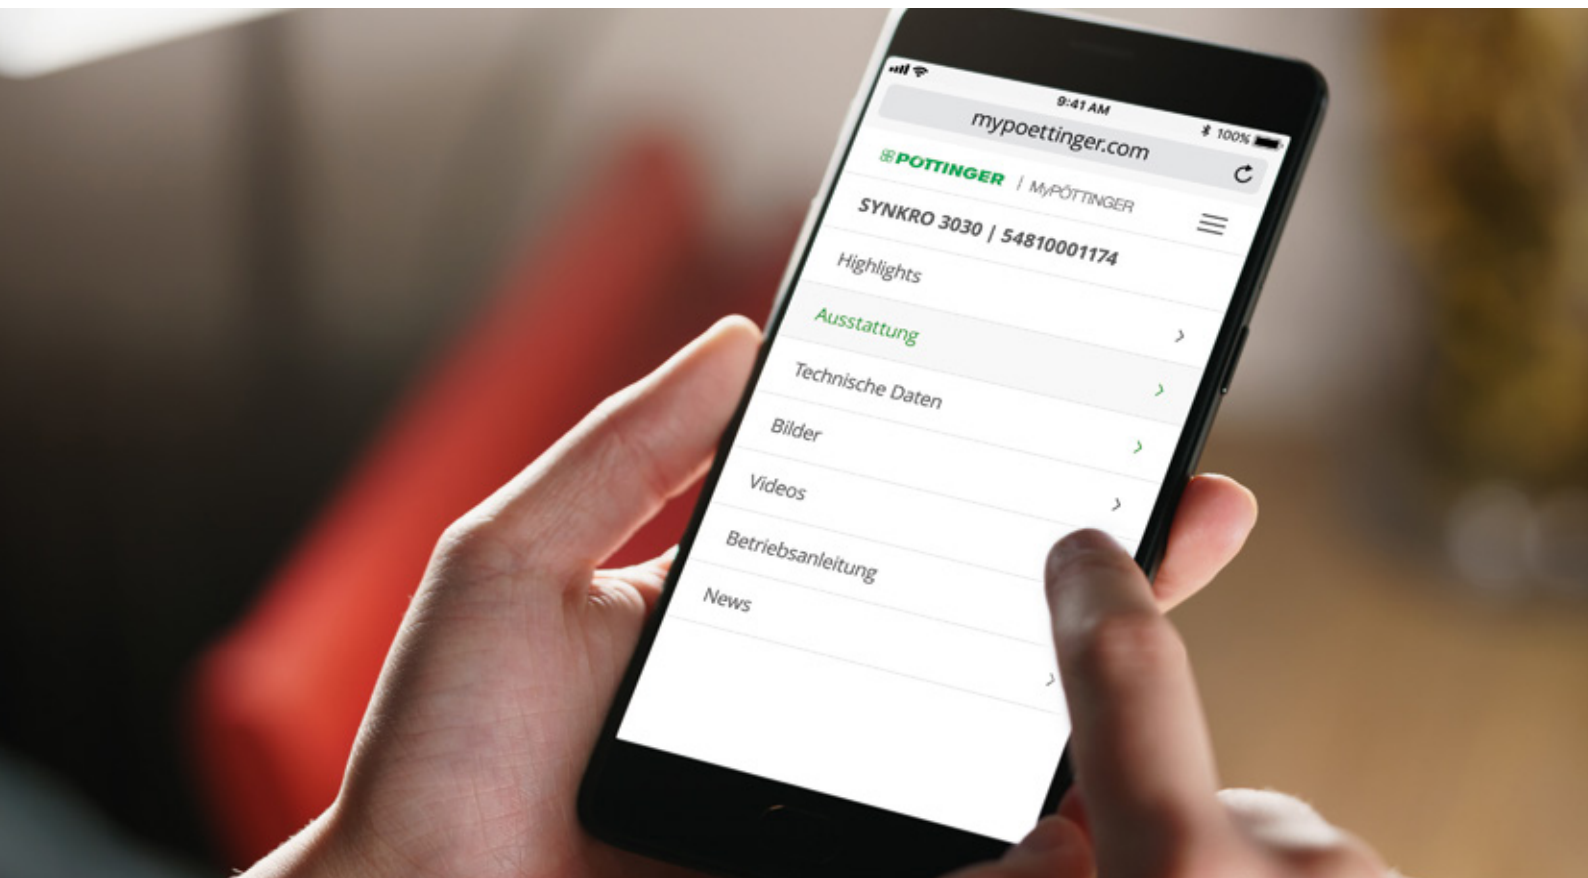 9:41 AM
100%
mypoettinger.com
PÖTTINGER | MyPÖTTINGER
SYNKRO 3030 | 54810001174
Highlights
Ausstattung
Technische Daten
Bilder
Videos
Betriebsanleitung
News